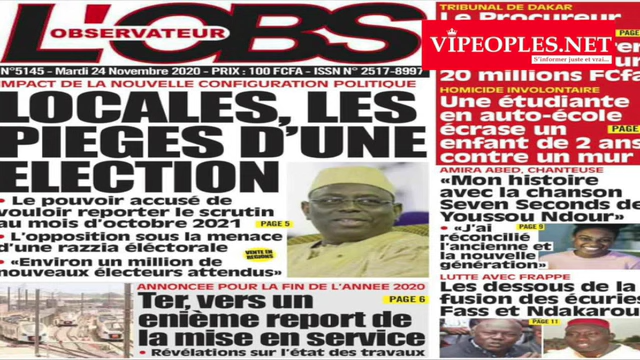 L'OBS
OBSERVATEUR
N°5145 - Mardi 24 Novembre 2020 - PRIX : 100 FCFA - ISSN N° 2517-8997
IMPACT DE LA NOUVELLE CONFIGURATION POLITIQUE
LOCALES, LES
PIEGES D'UNE
ELECTION
• Le pouvoir accusé de
vouloir reporter le scrutin
au mois d'octobre 2021
PAGE 5
• L'opposition sous la menace
d'une razzia éléctorale
• «Environ un million de
nouveaux électeurs attendus»
VENTE EN
REGIONS
ANNONCEE POUR LA FIN DE L'ANNEE 2020
Ter, vers un
PAGE 6
enième report de
la mise en service
• Révélations sur l'état des travaux
TRIBUNAL DE DAKAR
Le Procureur
PAGE
VIPEOPLES.NET
S'informer juste et vrai...
20 millions FCfa
HOMICIDE INVOLONTAIRE
Une étudiante
en auto-école
écrase un
enfant de 2 ans
contre un mur
AMIRA ABED, CHANTEUSE
«Mon histoire
avec la chanson
Seven Seconds de
Youssou Ndour»
PAGE 9
• «J'ai
réconcilié
l'ancienne et
la nouvelle
génération»
LUTTE AVEC FRAPPE
Les dessous de la
fusion des écuries
Fass et Ndakarou
PAGE 11